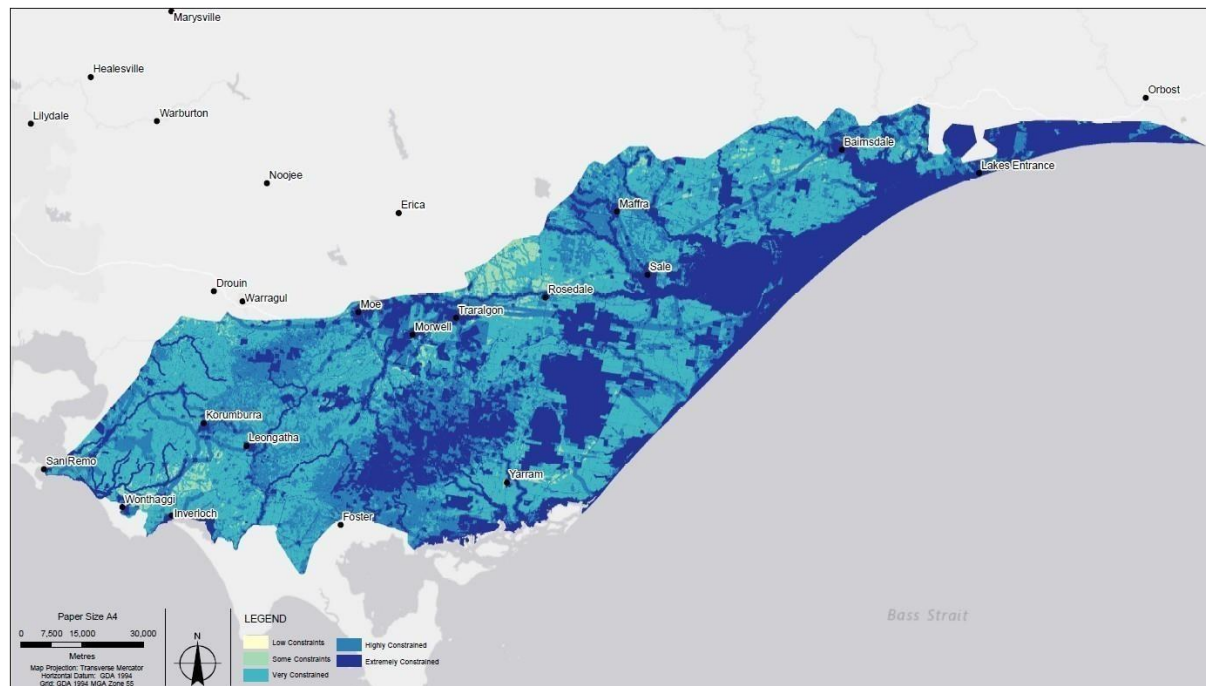 Marysville
Healesville
Orbost
Lilydale
Warburton
Bairnsdale
Lakes Entrance
Noojee
Erica
Maffra
Sale
Drouin
Warragul
Rosedale
Moe
Traralgon
Morwell
Korumburra
Leongatha
San Remo
Yarram
Wonthaggi
Inverloch
Foster
Bass Strait
Paper Size A4
0 7,500 15,000 30,000
Metres
Map Projection: Transverse Mercator
Horizontal Datum: GDA 1994
Grid: GDA 1994 MGA Zone 55
N
LEGEND
Low Constraints
Some Constraints
Very Constrained
Highly Constrained
Extremely Constrained